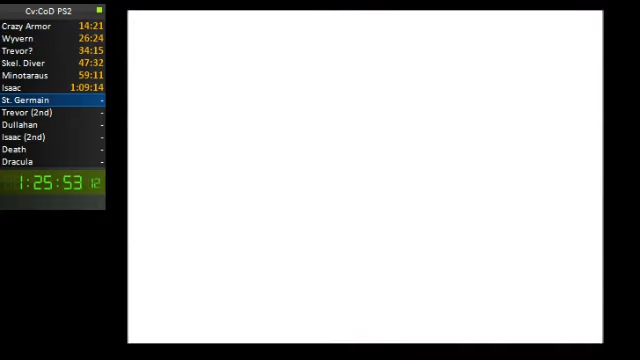 Cv:CoD PS2
Crazy Armor 14:21
Wyvern 26:24
Trevor? 34:15
Skel. Diver 47:32
Minotaraus 59:11
Isaac 1:09:14
St. Germain -
Trevor (2nd) -
Dullahan -
Isaac (2nd) -
Death -
Dracula -
1:25:53 12